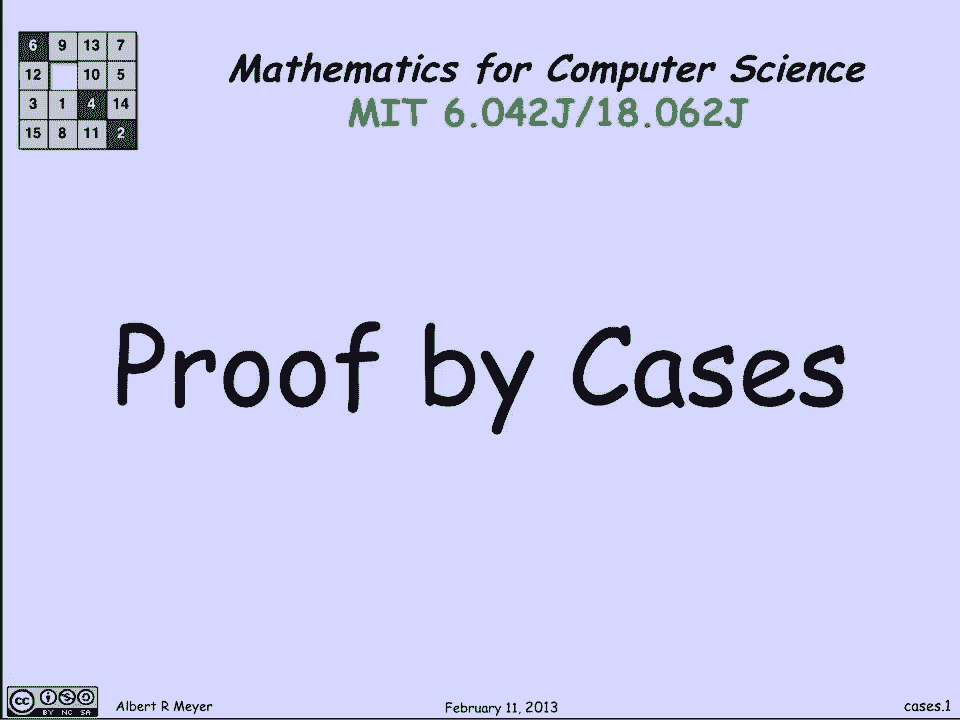 6 9 13 7
12 10 5
3 1 4 14
15 8 11 2
Mathematics for Computer Science
MIT 6.042J/18.062J
Proof by Cases
cc BY NC SA
Albert R Meyer
February 11, 2013
cases.1